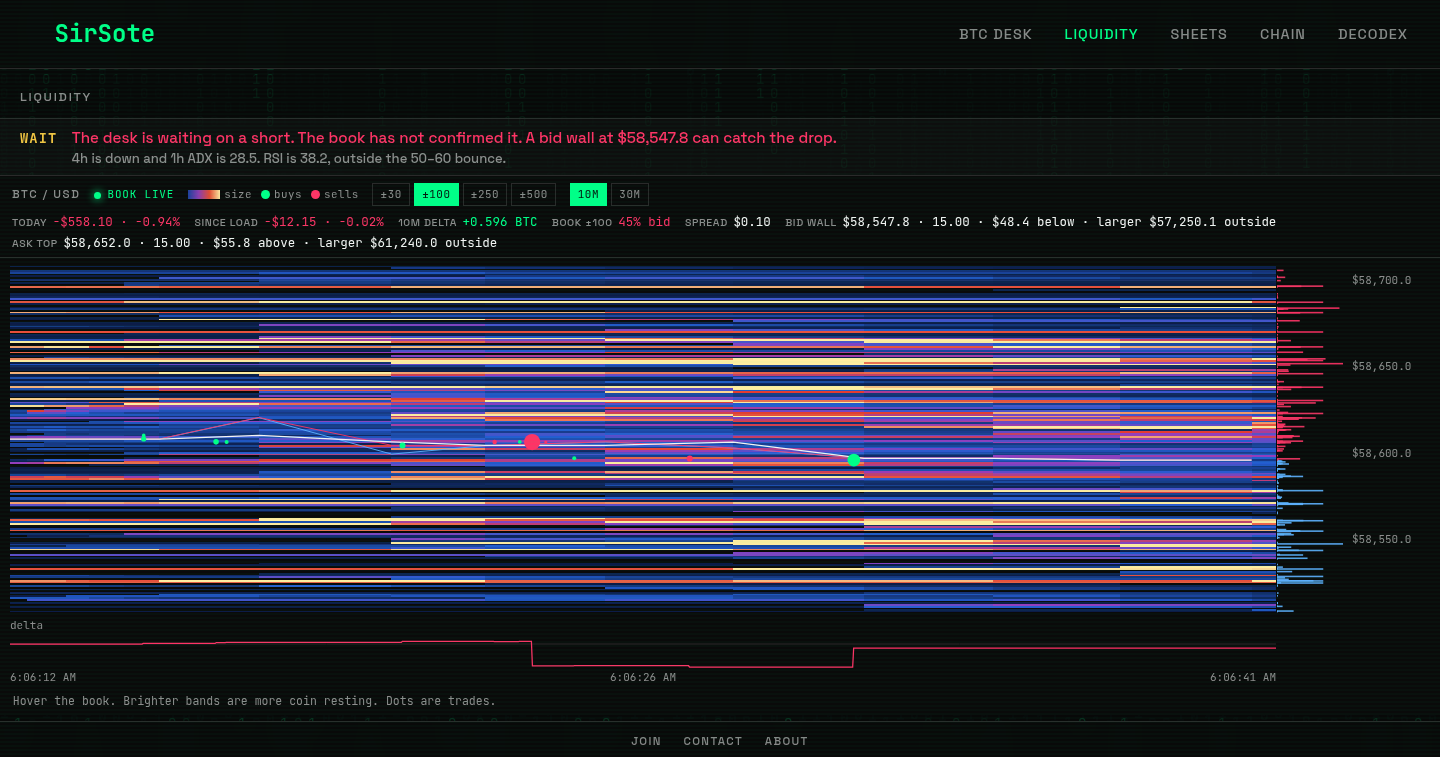 SirSote
BTC DESK LIQUIDITY SHEETS CHAIN DECODEX
LIQUIDITY
WAIT The desk is waiting on a short. The book has not confirmed it. A bid wall at $58,547.8 can catch the drop.
4h is down and 1h ADX is 28.5. RSI is 38.2, outside the 50–60 bounce.
BTC / USD BOOK LIVE size buys sells ±30 ±100 ±250 ±500 10M 30M
TODAY -$558.10 · -0.94% SINCE LOAD -$12.15 · -0.02% 10M DELTA +0.596 BTC BOOK ±100 45% bid SPREAD $0.10 BID WALL $58,547.8 · 15.00 · $48.4 below · larger $57,250.1 outside
ASK TOP $58,652.0 · 15.00 · $55.8 above · larger $61,240.0 outside
$58,700.0
$58,650.0
$58,600.0
$58,550.0
delta
6:06:12 AM 6:06:26 AM 6:06:41 AM
Hover the book. Brighter bands are more coin resting. Dots are trades.
JOIN CONTACT ABOUT